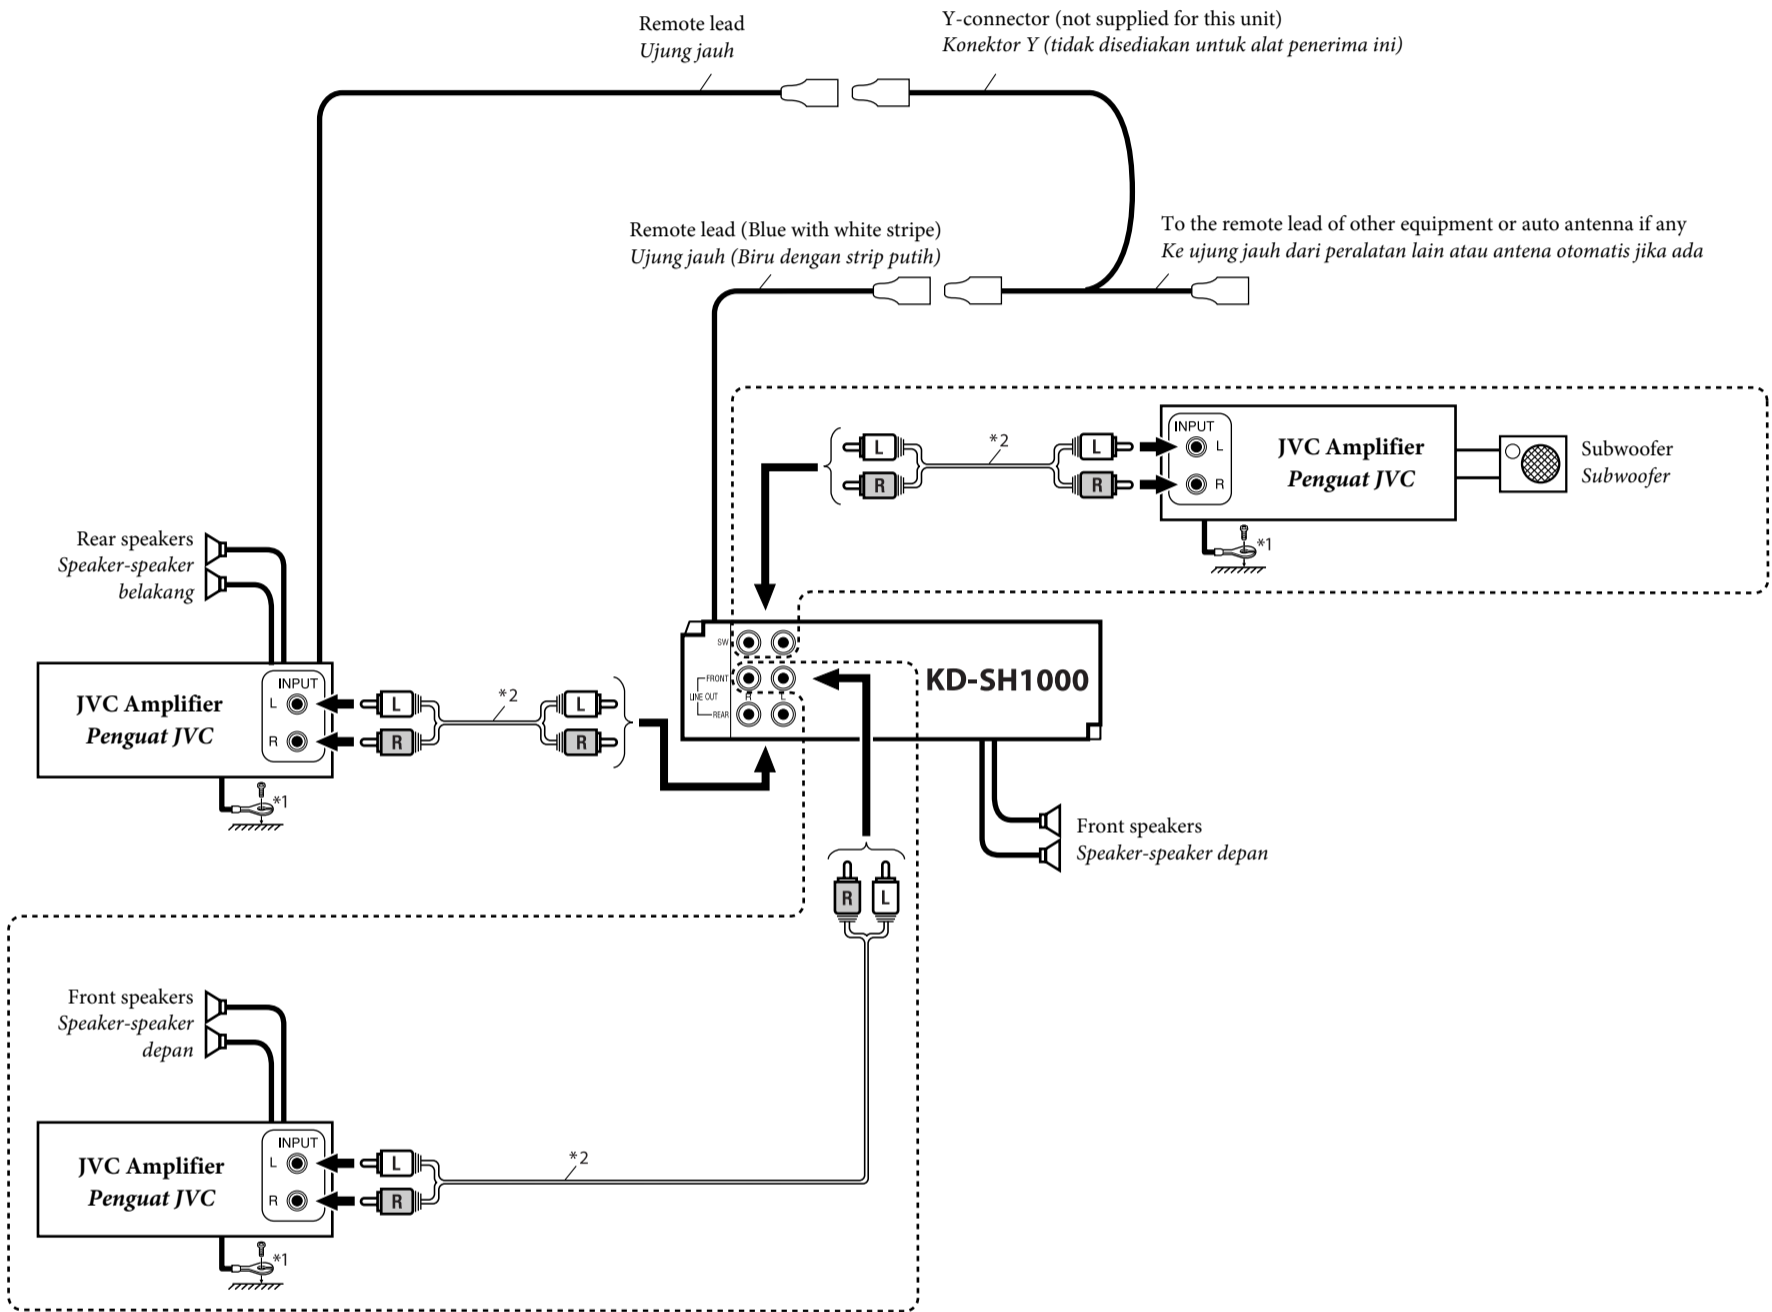 Remote lead
Ujung jauh
Y-connector (not supplied for this unit)
Konektor Y (tidak disediakan untuk alat penerima ini)
Remote lead (Blue with white stripe)
Ujung jauh (Biru dengan strip putih)
To the remote lead of other equipment or auto antenna if any
Ke ujung jauh dari peralatan lain atau antena otomatis jika ada
L
R
*2
L
R
INPUT
L
R
JVC Amplifier
Penguat JVC
Subwoofer
Subwoofer
*1
Rear speakers
Speaker-speaker
belakang
JVC Amplifier
Penguat JVC
INPUT
L
R
L
R
*2
L
R
*1
SW
FRONT
LINE OUT
R
L
REAR
KD-SH1000
Front speakers
Speaker-speaker depan
R
L
Front speakers
Speaker-speaker
depan
JVC Amplifier
Penguat JVC
INPUT
L
R
L
R
*2
*1